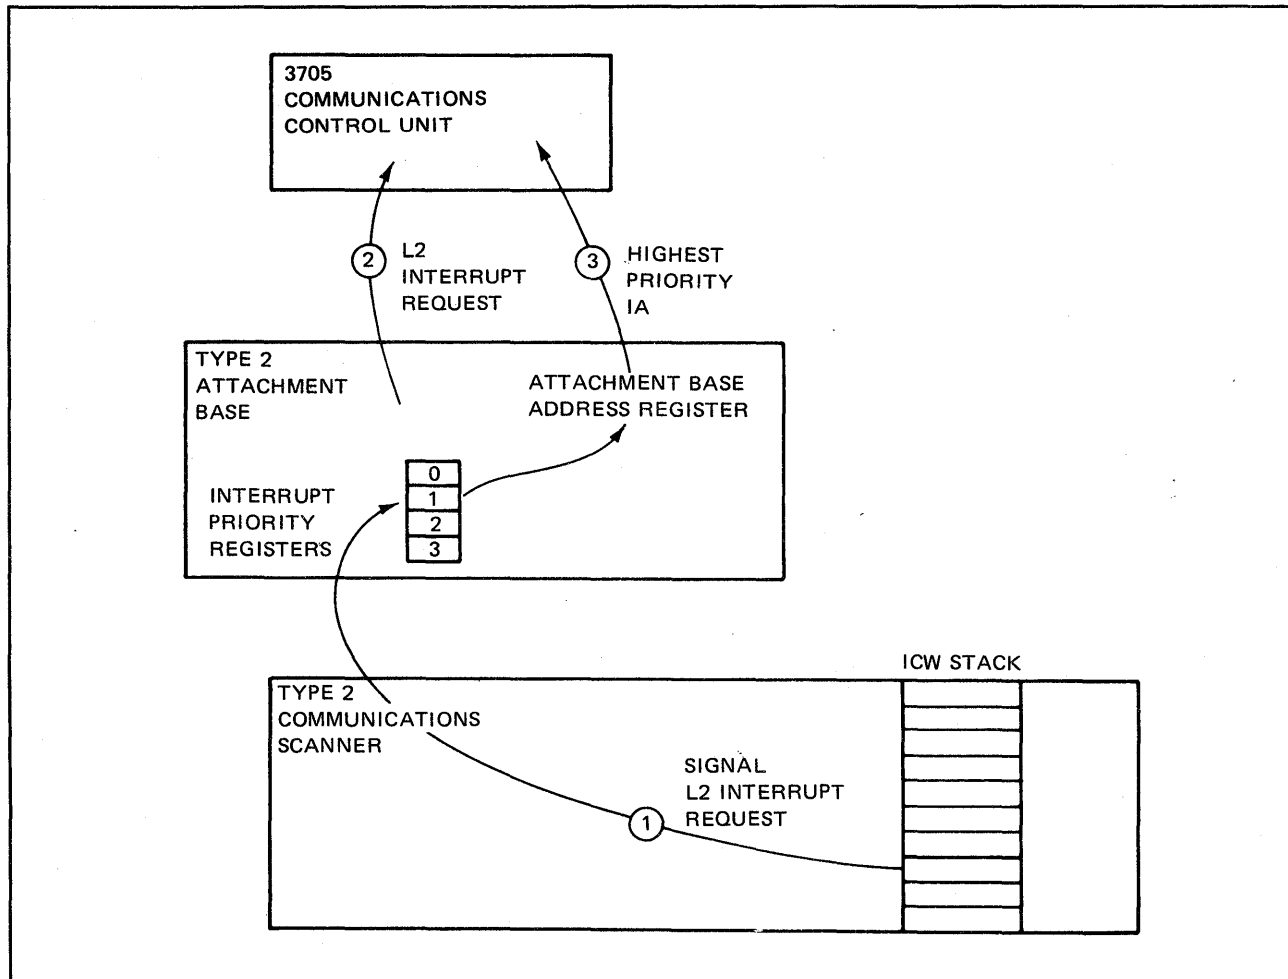 3705
COMMUNICATIONS
CONTROL UNIT
2
L2
INTERRUPT
REQUEST
3
HIGHEST
PRIORITY
IA
TYPE 2
ATTACHMENT
BASE
ATTACHMENT BASE
ADDRESS REGISTER
INTERRUPT
PRIORITY
REGISTERS
0
1
2
3
ICW STACK
TYPE 2
COMMUNICATIONS
SCANNER
SIGNAL
L2 INTERRUPT
REQUEST
1